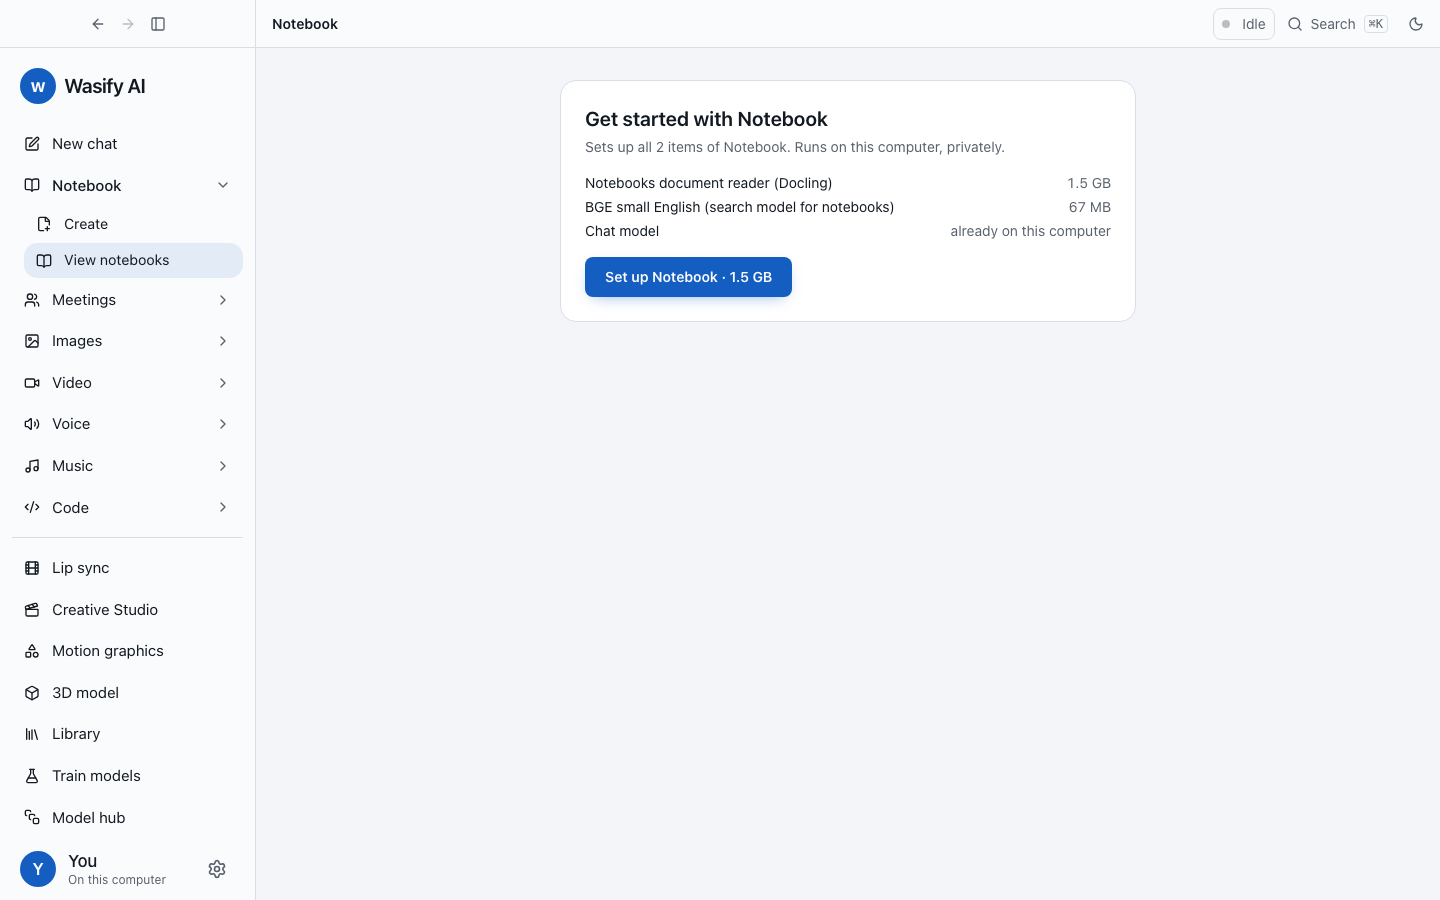 Notebook
Idle
Search ⌘K
W
Wasify AI
New chat
Notebook
Create
View notebooks
Meetings
Images
Video
Voice
Music
Code
Lip sync
Creative Studio
Motion graphics
3D model
Library
Train models
Model hub
Y
You
On this computer
Get started with Notebook
Sets up all 2 items of Notebook. Runs on this computer, privately.
Notebooks document reader (Docling) 1.5 GB
BGE small English (search model for notebooks) 67 MB
Chat model already on this computer
Set up Notebook · 1.5 GB